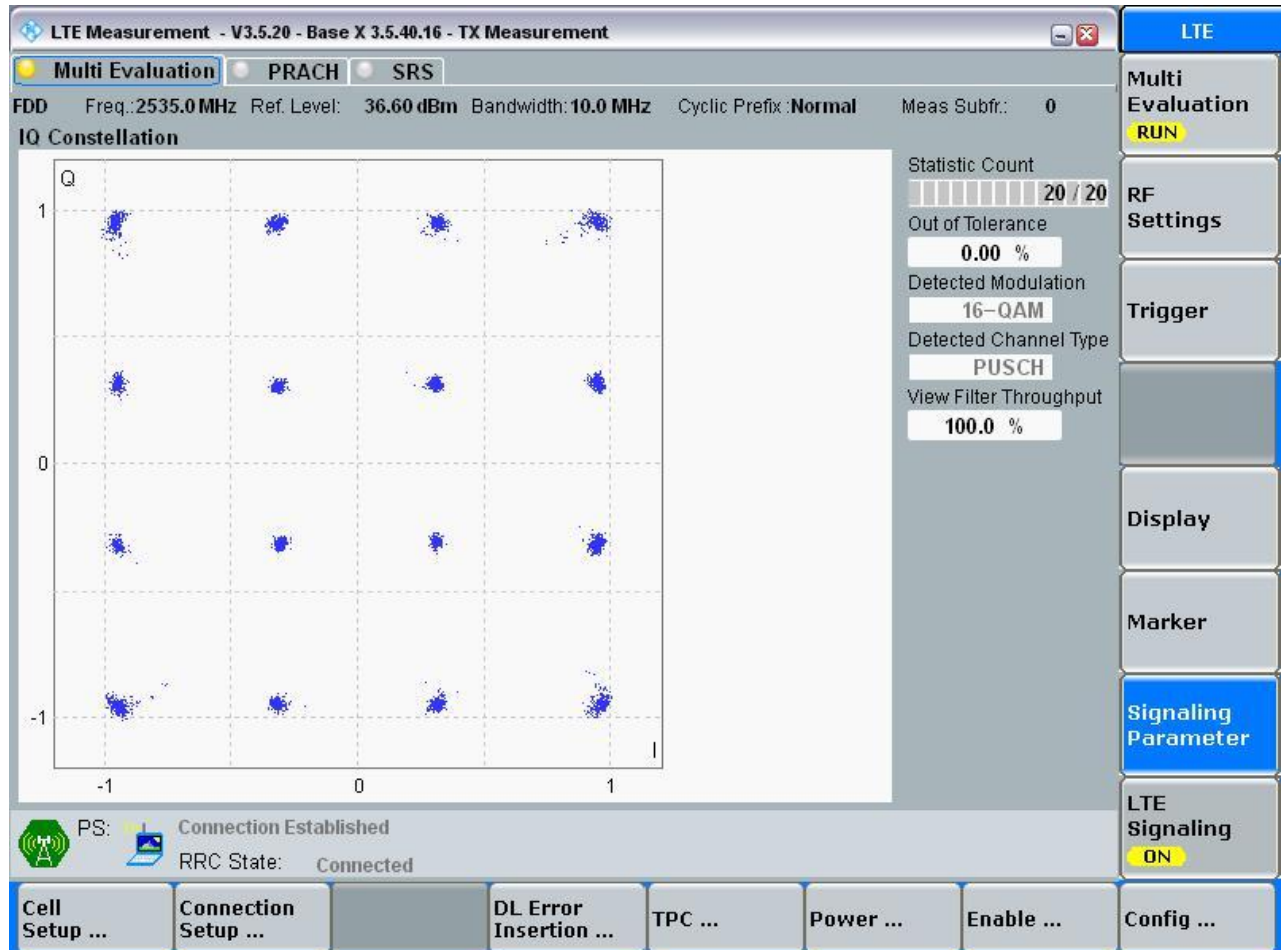 LTE Measurement - V3.5.20 - Base X 3.5.40.16 - TX Measurement
LTE
Multi Evaluation PRACH SRS
FDD Freq.:2535.0 MHz Ref. Level: 36.60 dBm Bandwidth:10.0 MHz Cyclic Prefix :Normal Meas Subfr.: 0
IQ Constellation
Q
1
0
-1
-1 0 1
I
Statistic Count
20 / 20
Out of Tolerance
0.00 %
Detected Modulation
16-QAM
Detected Channel Type
PUSCH
View Filter Throughput
100.0 %
Multi
Evaluation
RUN
RF
Settings
Trigger
Display
Marker
Signaling
Parameter
LTE
Signaling
ON
PS: Connection Established
RRC State: Connected
Cell
Setup ...
Connection
Setup ...
DL Error
Insertion ...
TPC ...
Power ...
Enable ...
Config ...